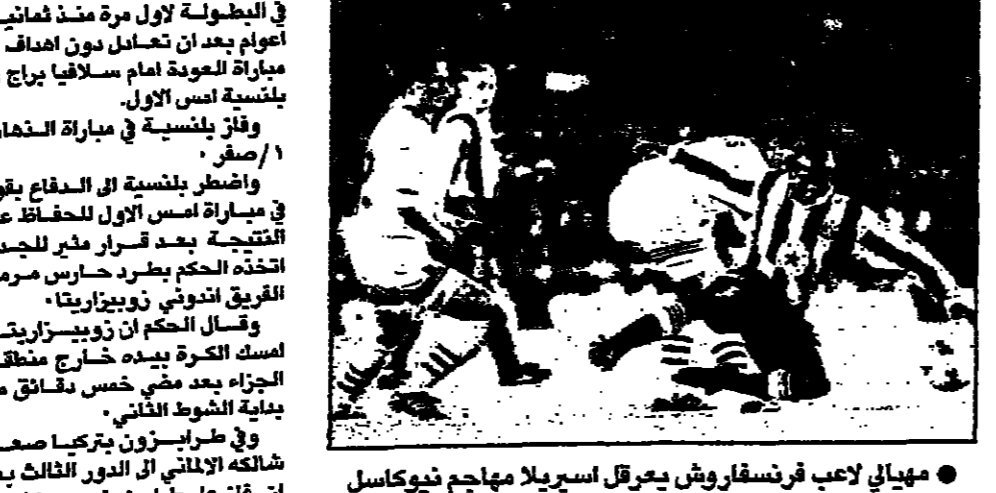 في البطولة لاول مرة منذ ثمانية
اعوام بعد ان تعادل دون اهداف
مباراة العودة امام سلافيا براج
بلنسية امس الاول.
وفاز بلنسية في مباراة الذهاب
١/صفر .
واضطر بلنسية الى الدفاع بقوة
في مباراة امس الاول للحفاظ على
النتيجة بعد قرار مثير للجدل
اتخذه الحكم بطرد حارس مرمى
الفريق اندوني زوبيزاريتا .
وقال الحكم ان زوبيسزاريتا
امسك الكرة بيده خارج منطقة
الجزاء بعد مضي خمس دقائق من
بداية الشوط الثاني .
وفي طرابزون بتركيا صعد
شالكه الالماني الى الدور الثالث بعد
● مهيالي لاعب فرنسفاروش يعرقل اسبريلا مهاجم نيوكاسل